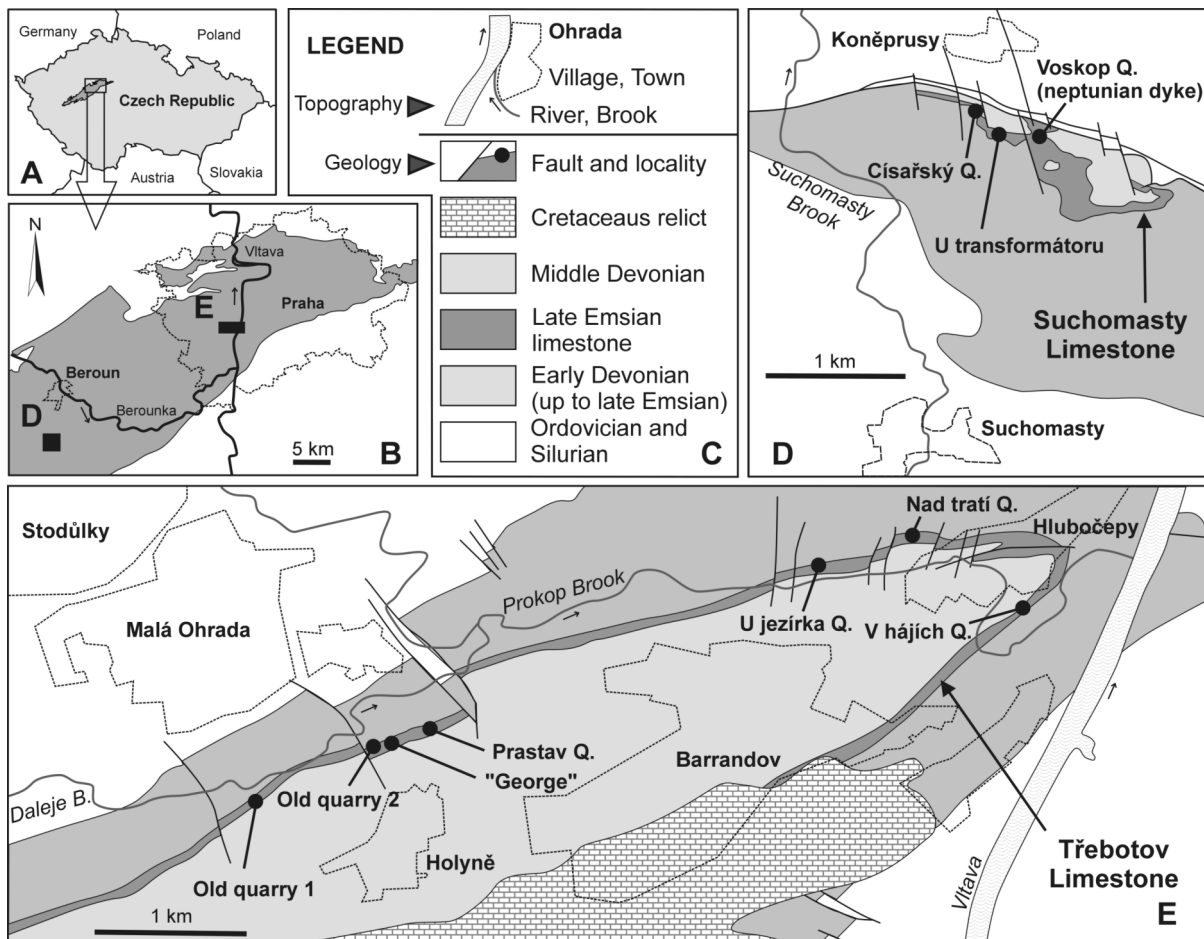 Germany
Poland
Czech Republic
A
Austria
Slovakia
N
Vltava
E
Praha
Beroun
D
Berounka
5 km
B
LEGEND
Ohrada
Village, Town
Topography
River, Brook
Geology
Fault and locality
Cretaceaus relict
Middle Devonian
Late Emsian
limestone
Early Devonian
(up to late Emsian)
Ordovician and
Silurian
C
Koněprusy
Voskop Q.
(neptunian dyke)
Císařský Q.
Suchomasty
Brook
U transformátoru
1 km
Suchomasty
Limestone
Suchomasty
D
Stodůlky
Nad tratí Q.
Hlubočepy
Prokop Brook
Malá Ohrada
U jezírka Q.
V hájích Q.
Prastav Q.
"George"
Barrandov
Old quarry 2
Daleje B.
Holyně
Old quarry 1
1 km
Třebotov
Limestone
Vltava
E